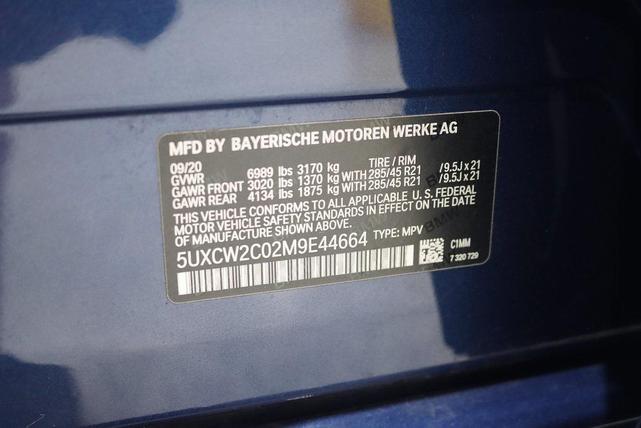 MFD BY BAYERISCHE MOTOREN WERKE AG
09/20 TIRE / RIM
GVWR 6989 lbs 3170 kg
GAWR FRONT 3020 lbs 1370 kg WITH 285/45 R21 /9.5J x 21
GAWR REAR 4134 lbs 1875 kg WITH 285/45 R21 /9.5J x 21
THIS VEHICLE CONFORMS TO ALL APPLICABLE U.S. FEDERAL
MOTOR VEHICLE SAFETY STANDARDS IN EFFECT ON THE DATE
OF MANUFACTURE SHOWN ABOVE.
5UXCW2C02M9E44664 TYPE: MPV
C1MM
7 320 729